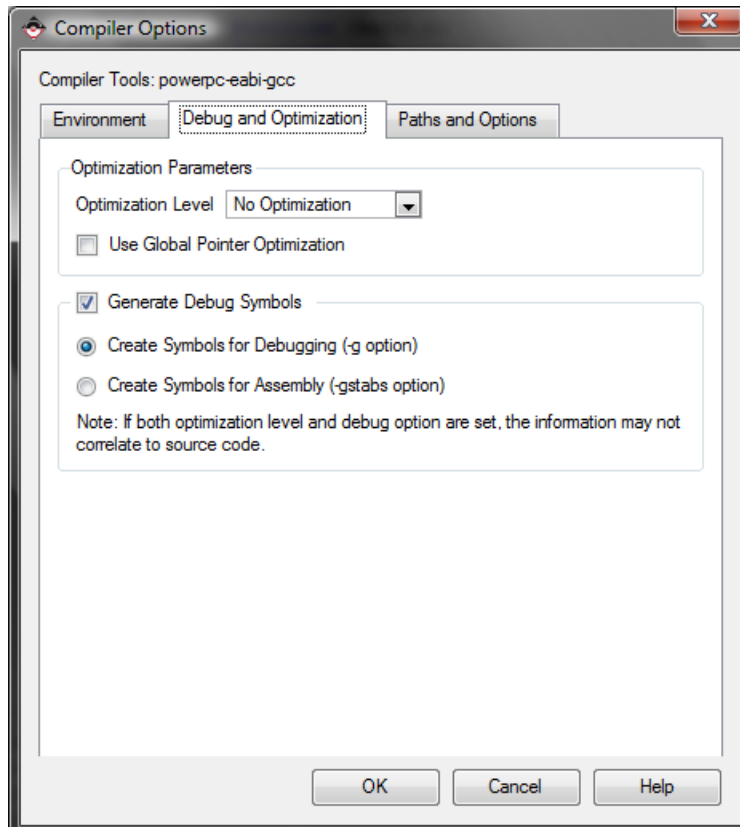 Compiler Options
Compiler Tools: powerpc-eabi-gcc
Environment
Debug and Optimization
Paths and Options
Optimization Parameters
Optimization Level No Optimization
Use Global Pointer Optimization
Generate Debug Symbols
Create Symbols for Debugging (-g option)
Create Symbols for Assembly (-gstabs option)
Note: If both optimization level and debug option are set, the information may not
correlate to source code.
OK
Cancel
Help